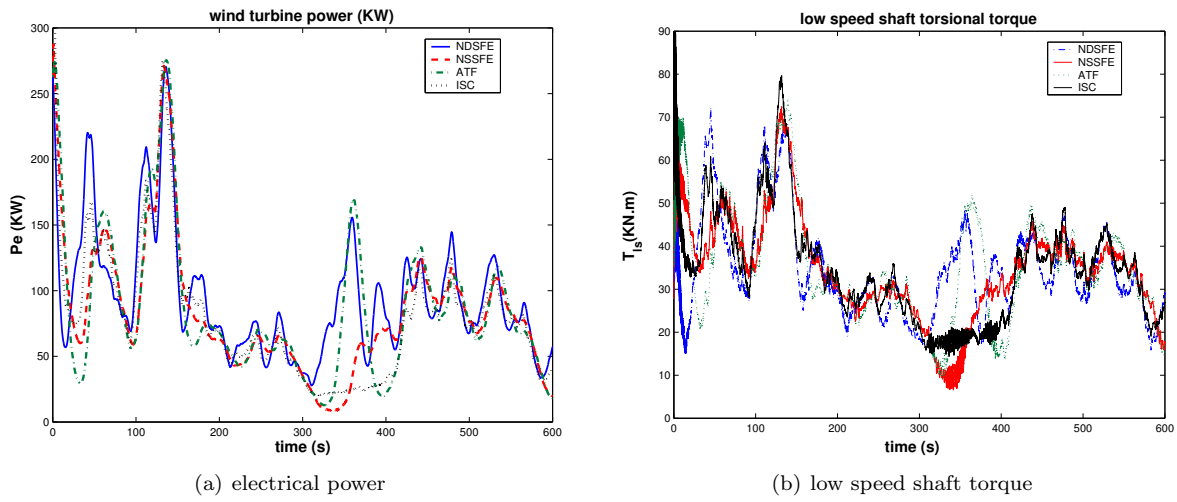 wind turbine power (KW)
300
250
200
150
100
50
0
Pe (KW)
NDSFE
NSSFE
ATF
ISC
0 100 200 300 400 500 600
time (s)
(a) electrical power
low speed shaft torsional torque
90
80
70
60
50
40
30
20
10
0
T_ls(KN.m)
NDSFE
NSSFE
ATF
ISC
0 100 200 300 400 500 600
time (s)
(b) low speed shaft torque